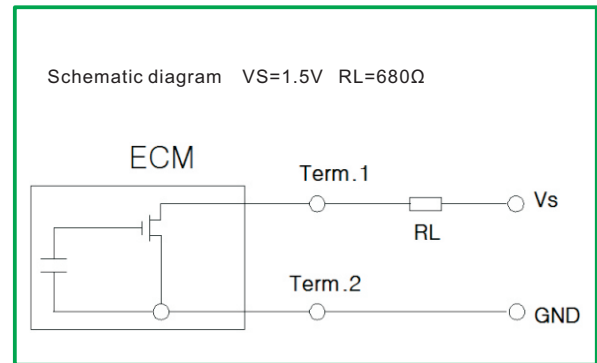 Schematic diagram VS=1.5V RL=680Ω
ECM
Term.1
Vs
RL
Term.2
GND